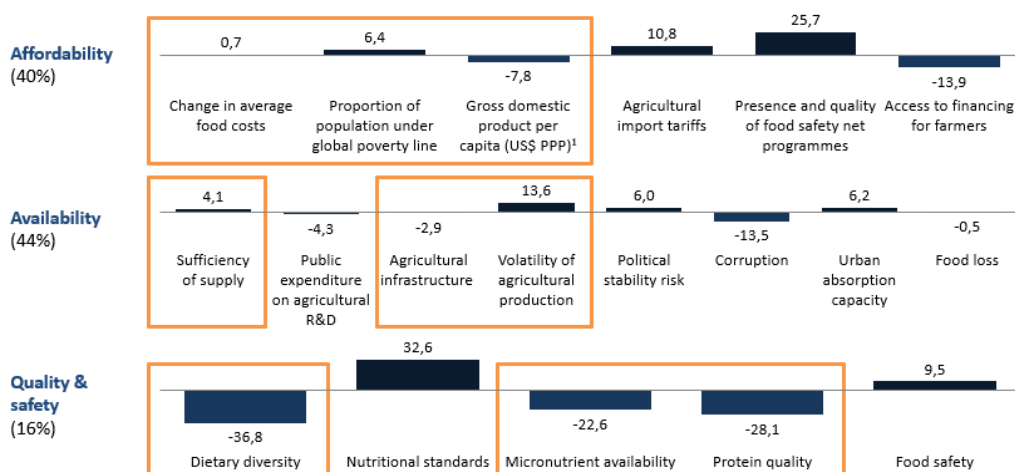 Affordability
(40%)
0,7
6,4
-7,8
10,8
25,7
-13,9
Change in average
food costs
Proportion of
population under
global poverty line
Gross domestic
product per
capita (US$ PPP)¹
Agricultural
import tariffs
Presence and quality
of food safety net
programmes
Access to financing
for farmers
Availability
(44%)
4,1
-4,3
-2,9
13,6
6,0
-13,5
6,2
-0,5
Sufficiency
of supply
Public
expenditure
on agricultural
R&D
Agricultural
infrastructure
Volatility of
agricultural
production
Political
stability risk
Corruption
Urban
absorption
capacity
Food loss
Quality &
safety
(16%)
-36,8
32,6
-22,6
-28,1
9,5
Dietary diversity
Nutritional standards
Micronutrient availability
Protein quality
Food safety